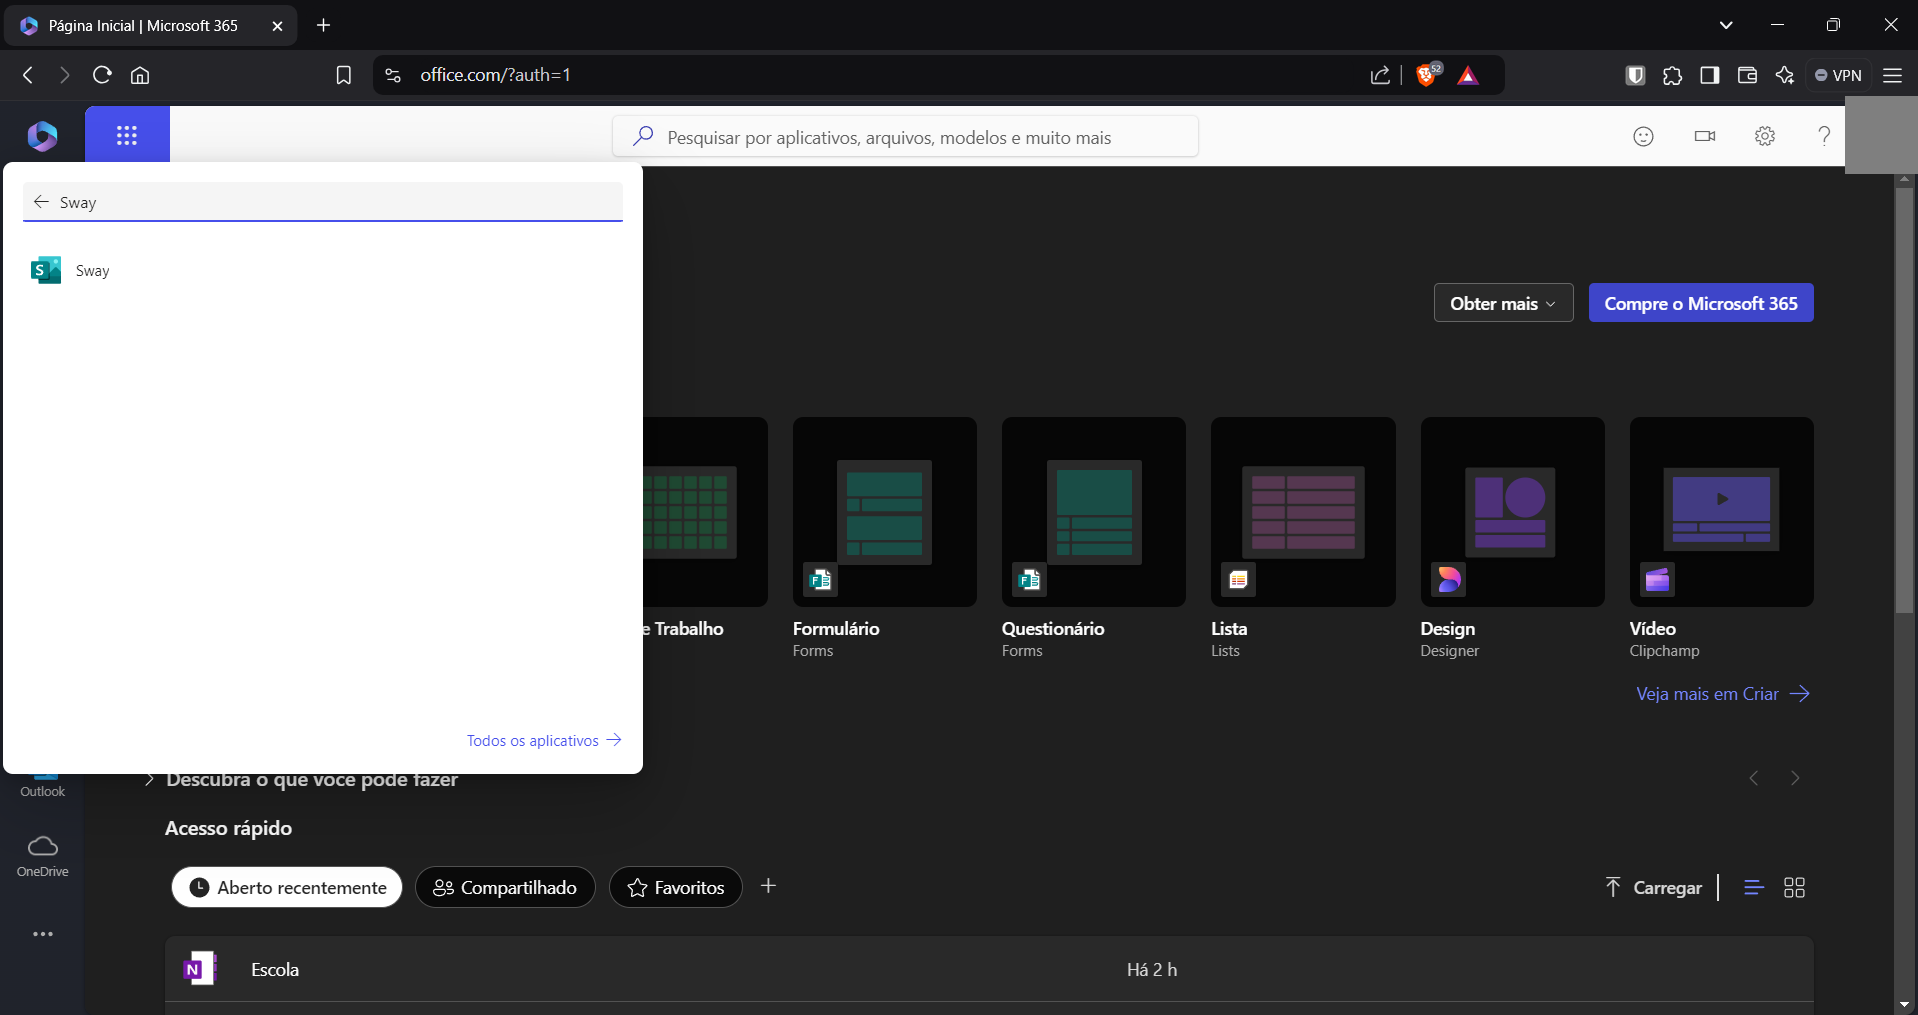 Página Inicial | Microsoft 365
office.com/?auth=1
52
VPN
Pesquisar por aplicativos, arquivos, modelos e muito mais
Sway
S Sway
Obter mais
Compre o Microsoft 365
e Trabalho
Formulário
Forms
Questionário
Forms
Lista
Lists
Design
Designer
Vídeo
Clipchamp
Veja mais em Criar
Todos os aplicativos
Descubra o que você pode fazer
Outlook
Acesso rápido
OneDrive
Aberto recentemente
Compartilhado
Favoritos
Carregar
N Escola
Há 2 h